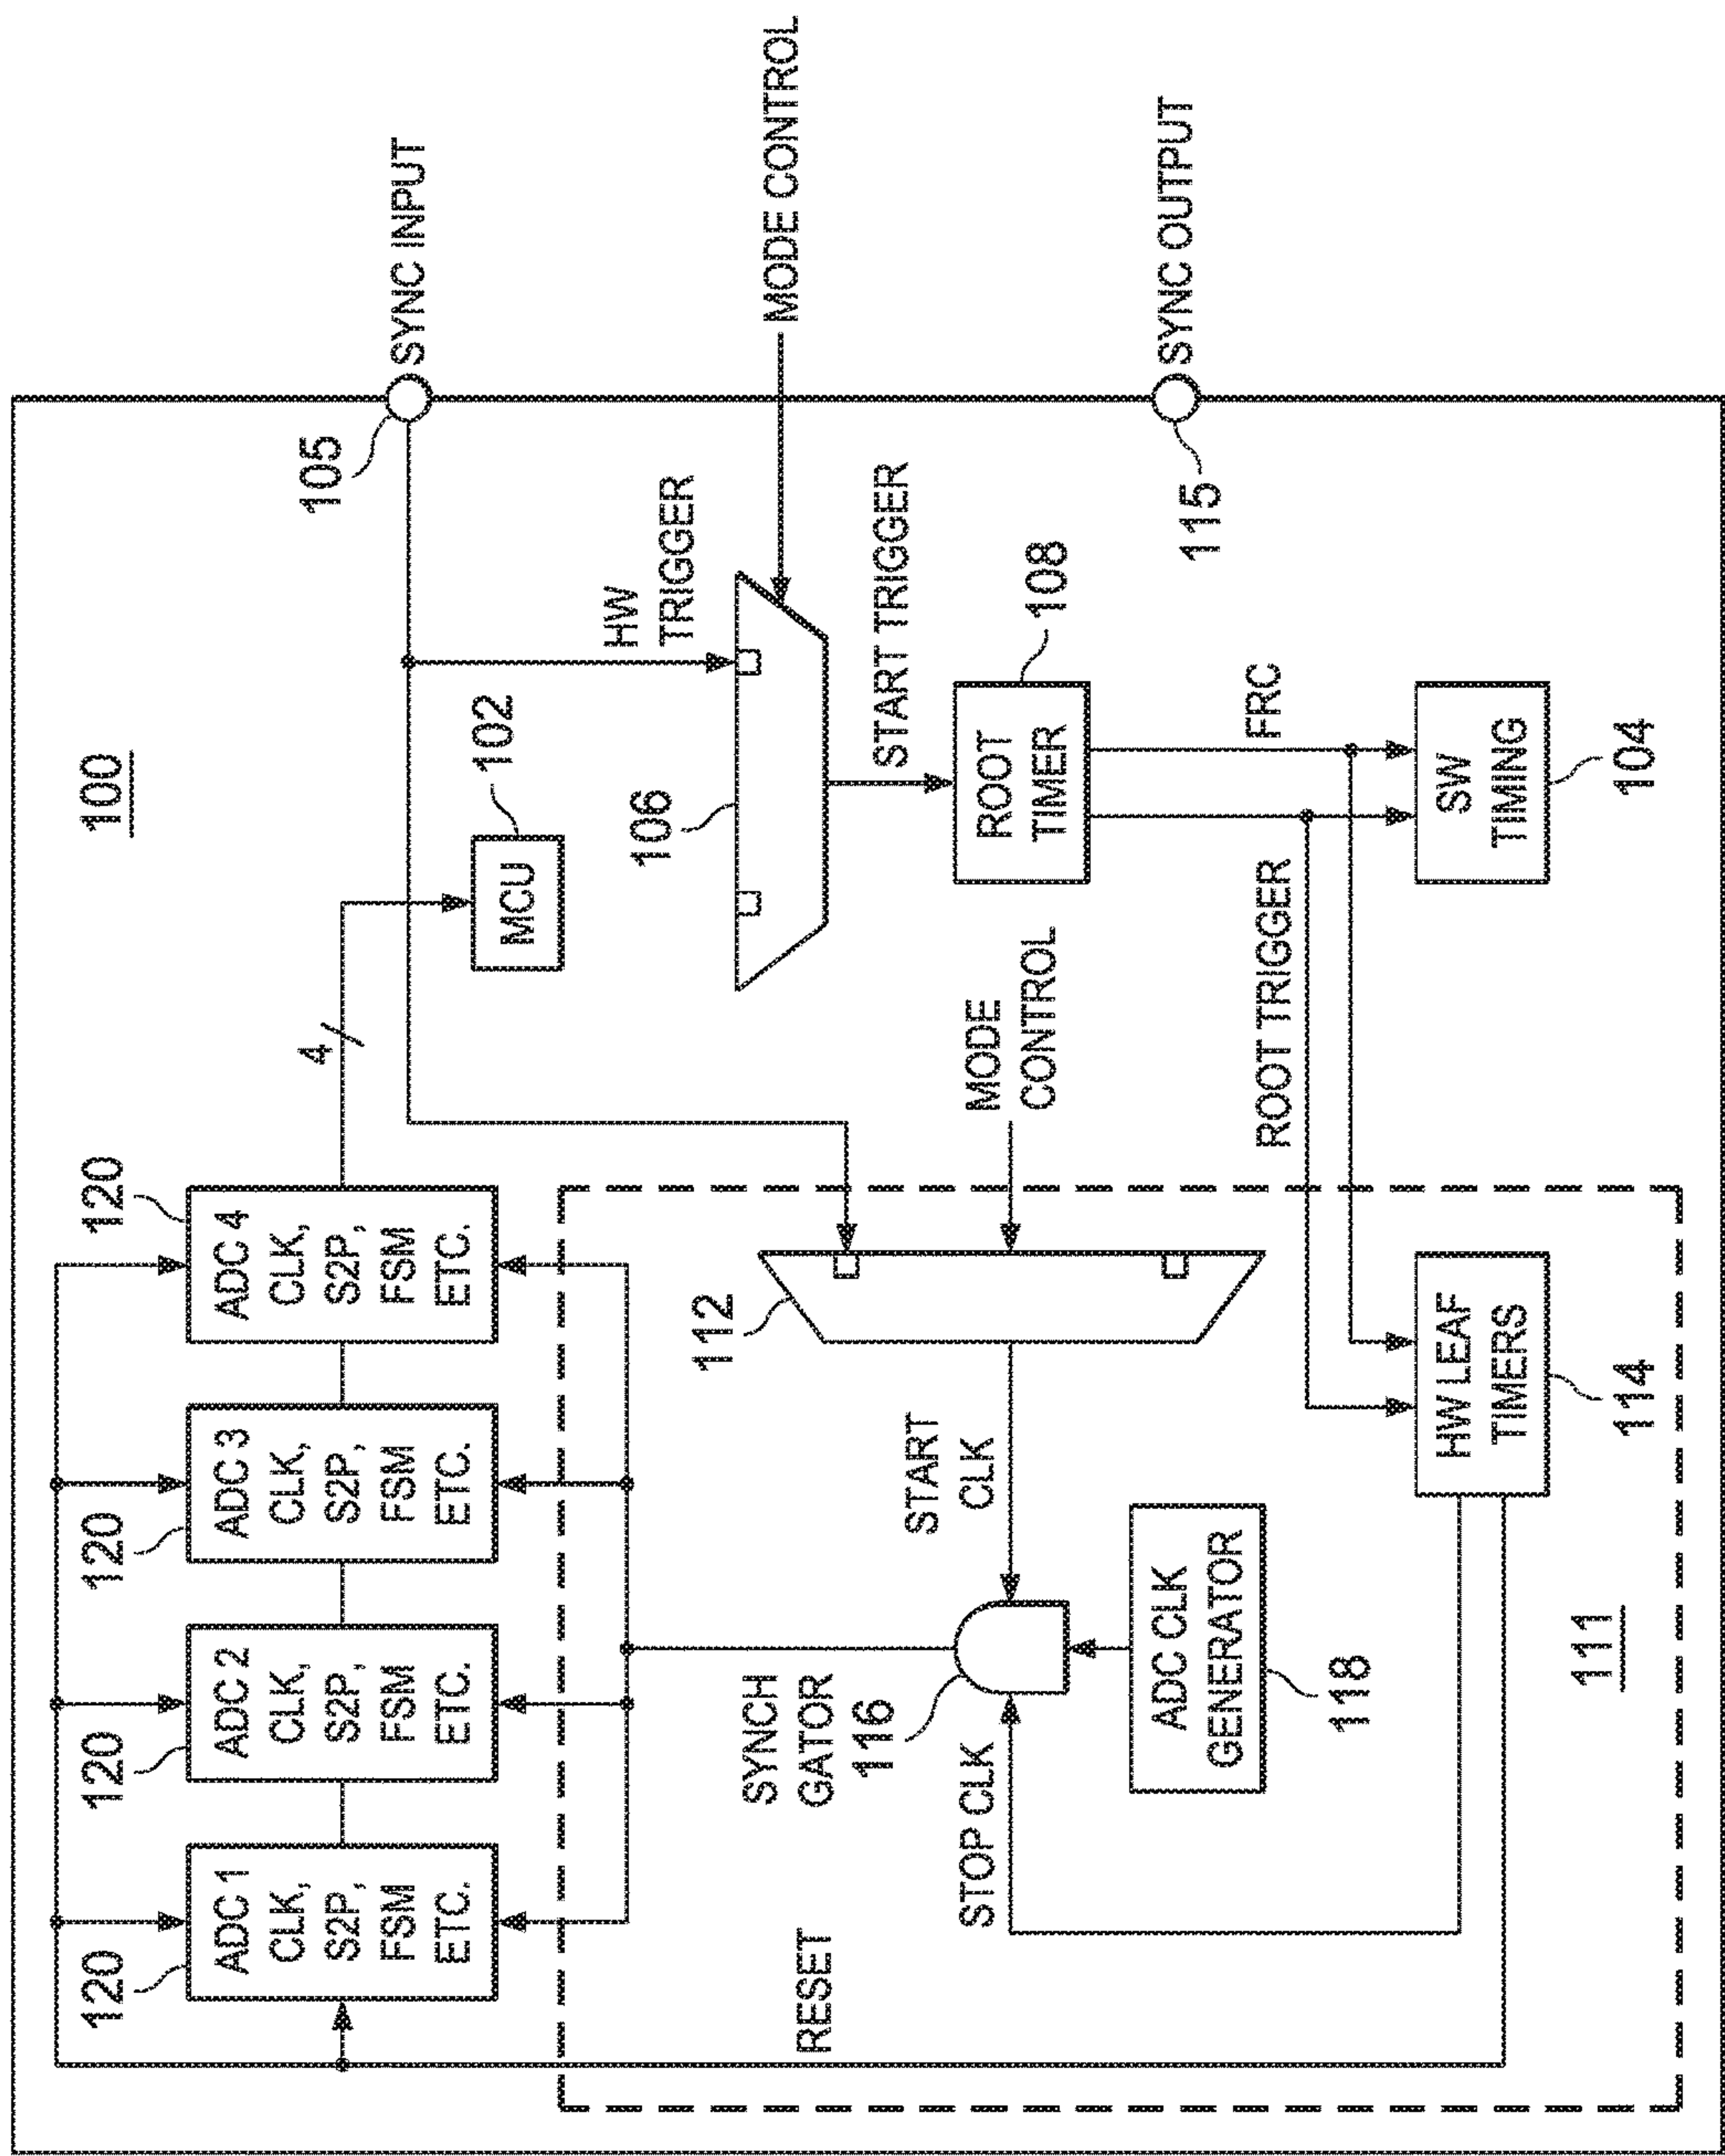 100
120
ADC 1
CLK,
S2P,
FSM
ETC.
120
ADC 2
CLK,
S2P,
FSM
ETC.
120
ADC 3
CLK,
S2P,
FSM
ETC.
120
ADC 4
CLK,
S2P,
FSM
ETC.
4
105
SYNC INPUT
102
MCU
HW
TRIGGER
106
MODE CONTROL
RESET
SYNCH
GATOR
116
STOP CLK
START
CLK
112
MODE
CONTROL
START TRIGGER
ROOT
TIMER
108
ADC CLK
GENERATOR
118
115
SYNC OUTPUT
ROOT TRIGGER
FRC
HW LEAF
TIMERS
114
SW
TIMING
104
111